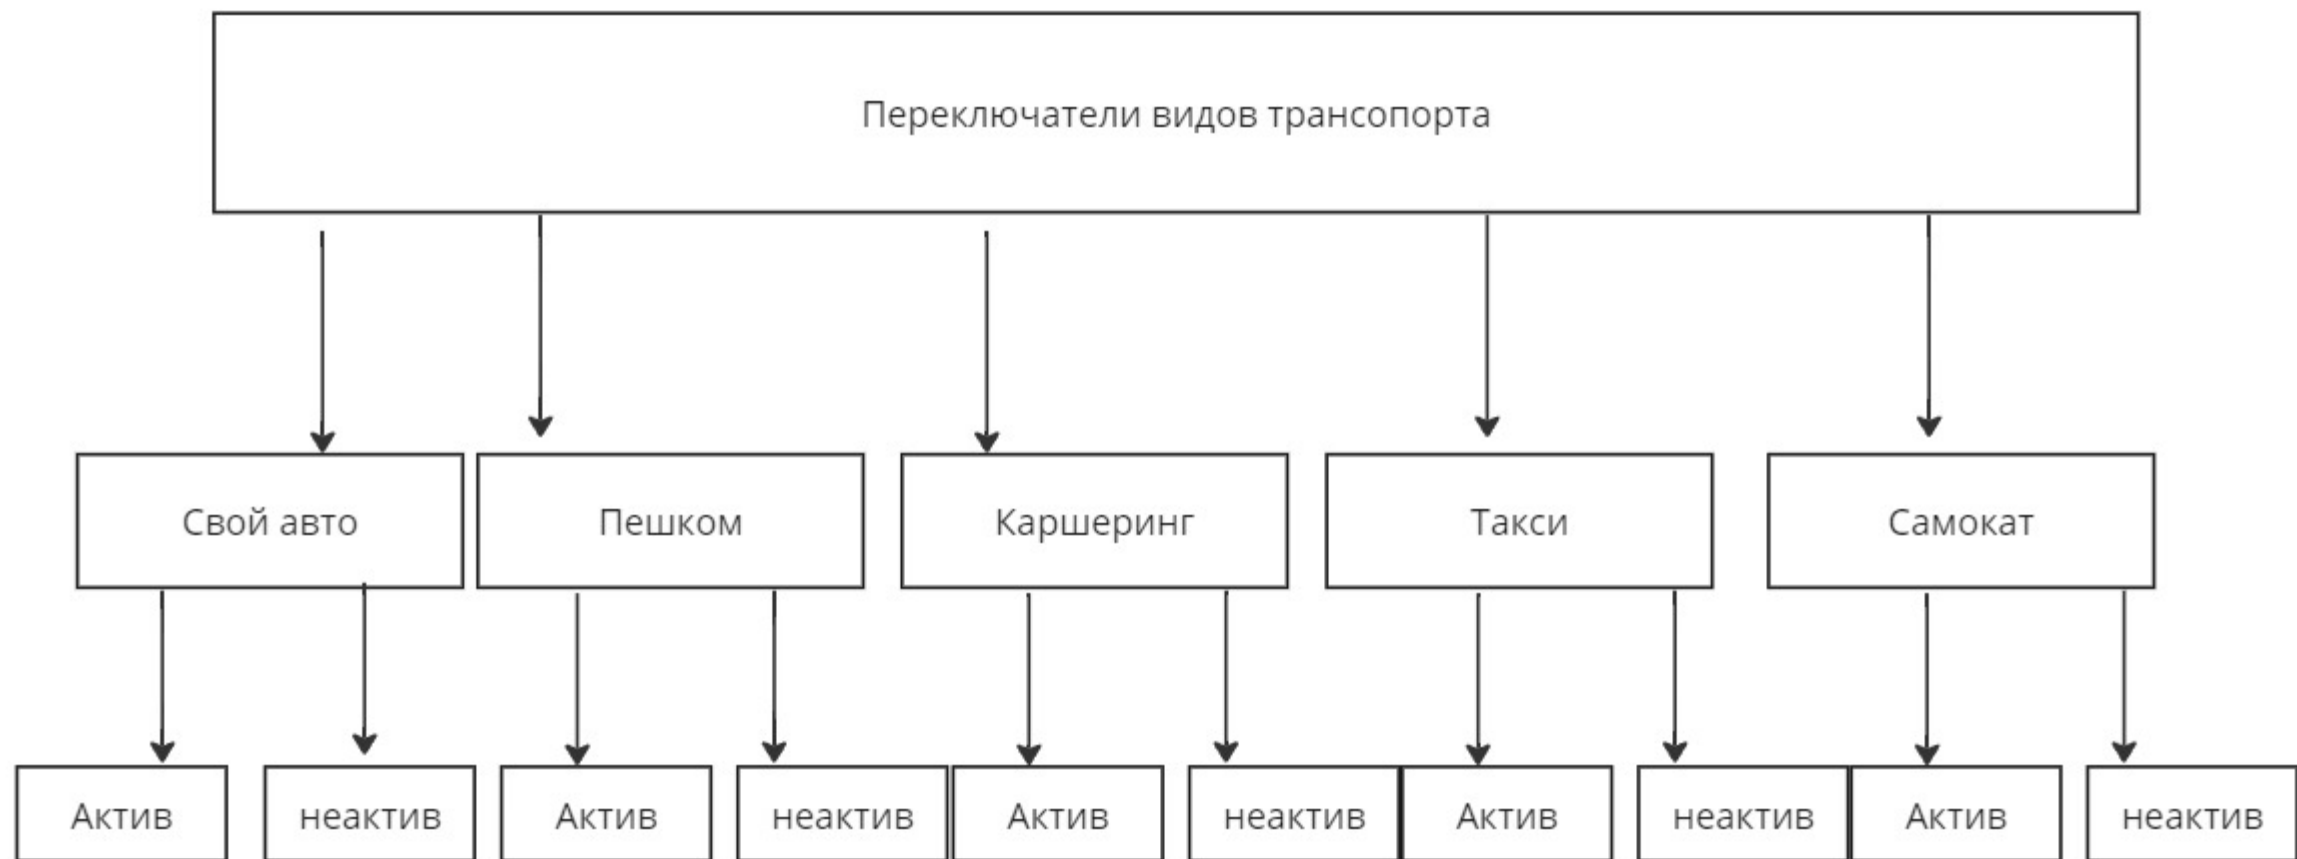 Переключатели видов трансопорта
Свой авто
Пешком
Каршеринг
Такси
Самокат
Актив
неактив
Актив
неактив
Актив
неактив
Актив
неактив
Актив
неактив